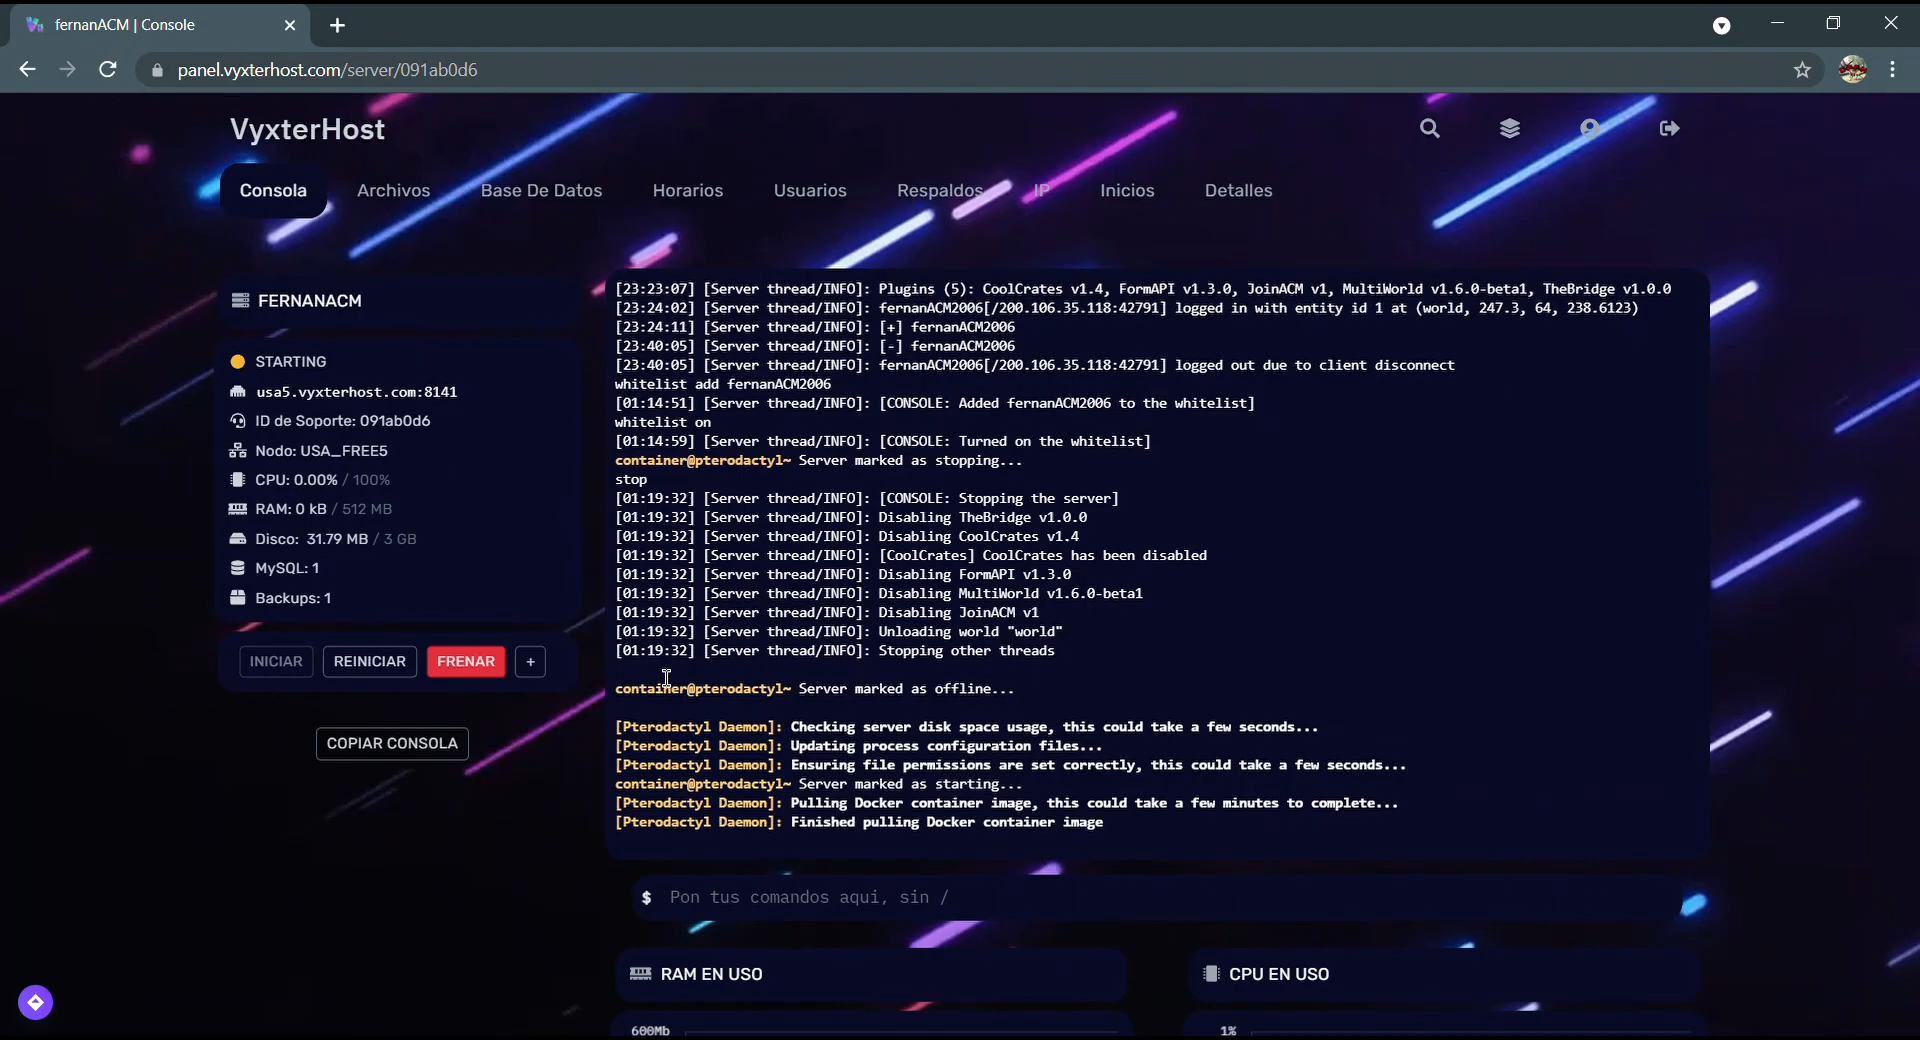 fernanACM | Console
panel.vyxterhost.com/server/091ab0d6
VyxterHost
Consola
Archivos
Base De Datos
Horarios
Usuarios
Respaldos
IP
Inicios
Detalles
FERNANACM
STARTING
usa5.vyxterhost.com:8141
ID de Soporte: 091ab0d6
Nodo: USA_FREE5
CPU: 0.00% / 100%
RAM: 0 kB / 512 MB
Disco: 31.79 MB / 3 GB
MySQL: 1
Backups: 1
INICIAR
REINICIAR
FRENAR
+
COPIAR CONSOLA
[23:23:07] [Server thread/INFO]: Plugins (5): CoolCrates v1.4, FormAPI v1.3.0, JoinACM v1, MultiWorld v1.6.0-beta1, TheBridge v1.0.0
[23:24:02] [Server thread/INFO]: fernanACM2006[/200.106.35.118:42791] logged in with entity id 1 at (world, 247.3, 64, 238.6123)
[23:24:11] [Server thread/INFO]: [+] fernanACM2006
[23:40:05] [Server thread/INFO]: [-] fernanACM2006
[23:40:05] [Server thread/INFO]: fernanACM2006[/200.106.35.118:42791] logged out due to client disconnect
whitelist add fernanACM2006
[01:14:51] [Server thread/INFO]: [CONSOLE: Added fernanACM2006 to the whitelist]
whitelist on
[01:14:59] [Server thread/INFO]: [CONSOLE: Turned on the whitelist]
container@pterodactyl~ Server marked as stopping...
stop
[01:19:32] [Server thread/INFO]: [CONSOLE: Stopping the server]
[01:19:32] [Server thread/INFO]: Disabling TheBridge v1.0.0
[01:19:32] [Server thread/INFO]: Disabling CoolCrates v1.4
[01:19:32] [Server thread/INFO]: [CoolCrates] CoolCrates has been disabled
[01:19:32] [Server thread/INFO]: Disabling FormAPI v1.3.0
[01:19:32] [Server thread/INFO]: Disabling MultiWorld v1.6.0-beta1
[01:19:32] [Server thread/INFO]: Disabling JoinACM v1
[01:19:32] [Server thread/INFO]: Unloading world "world"
[01:19:32] [Server thread/INFO]: Stopping other threads
container@pterodactyl~ Server marked as offline...
[Pterodactyl Daemon]: Checking server disk space usage, this could take a few seconds...
[Pterodactyl Daemon]: Updating process configuration files...
[Pterodactyl Daemon]: Ensuring file permissions are set correctly, this could take a few seconds...
container@pterodactyl~ Server marked as starting...
[Pterodactyl Daemon]: Pulling Docker container image, this could take a few minutes to complete...
[Pterodactyl Daemon]: Finished pulling Docker container image
$ Pon tus comandos aqui, sin /
RAM EN USO
CPU EN USO
600Mb
1%